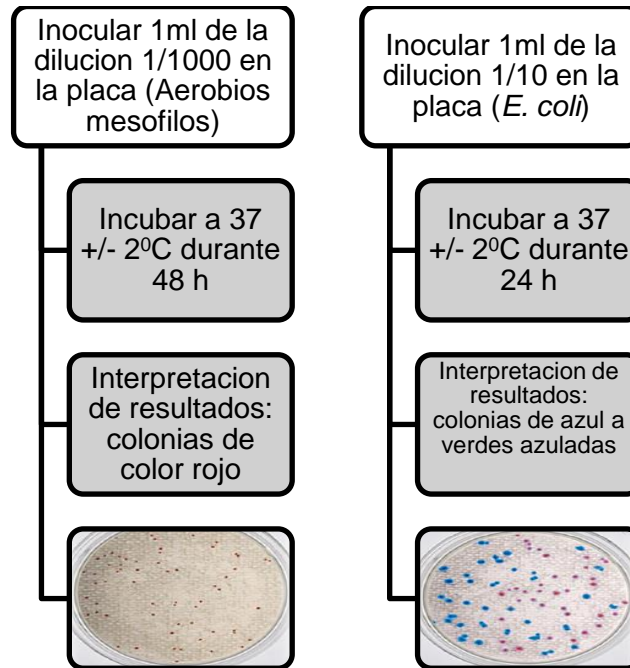 Inocular 1ml de la
dilucion 1/1000 en
la placa (Aerobios
mesofilos)
Incubar a 37
+/- 2⁰C durante
48 h
Interpretacion
de resultados:
colonias de
color rojo
Inocular 1ml de la
dilucion 1/10 en la
placa (E. coli)
Incubar a 37
+/- 2⁰C durante
24 h
Interpretacion de
resultados:
colonias de azul a
verdes azuladas